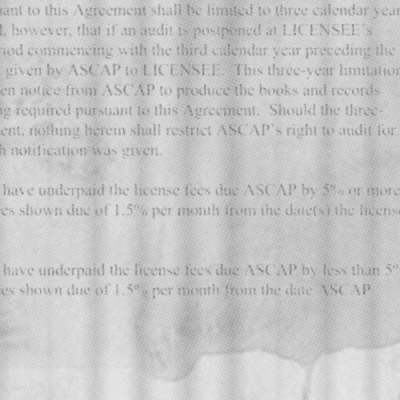 uant to this Agreement shall be limited to three calendar year
l, however, that if an audit is postponed at LICENSEE's
riod commencing with the third calendar year preceding the
given by ASCAP to LICENSEE. This three-year limitation
en notice from ASCAP to produce the books and records
ng required pursuant to this Agreement. Should the three-
ent, nothing herein shall restrict ASCAP's right to audit for
h notification was given.
have underpaid the license fees due ASCAP by 5% or more
es shown due of 1.5% per month from the date(s) the license
have underpaid the license fees due ASCAP by less than 5%
es shown due of 1.5% per month from the date ASCAP